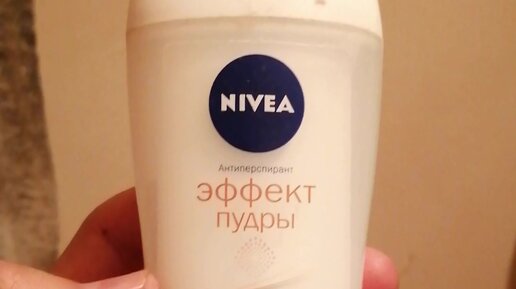 NIVEA
Антиперспирант
эффект
пудры